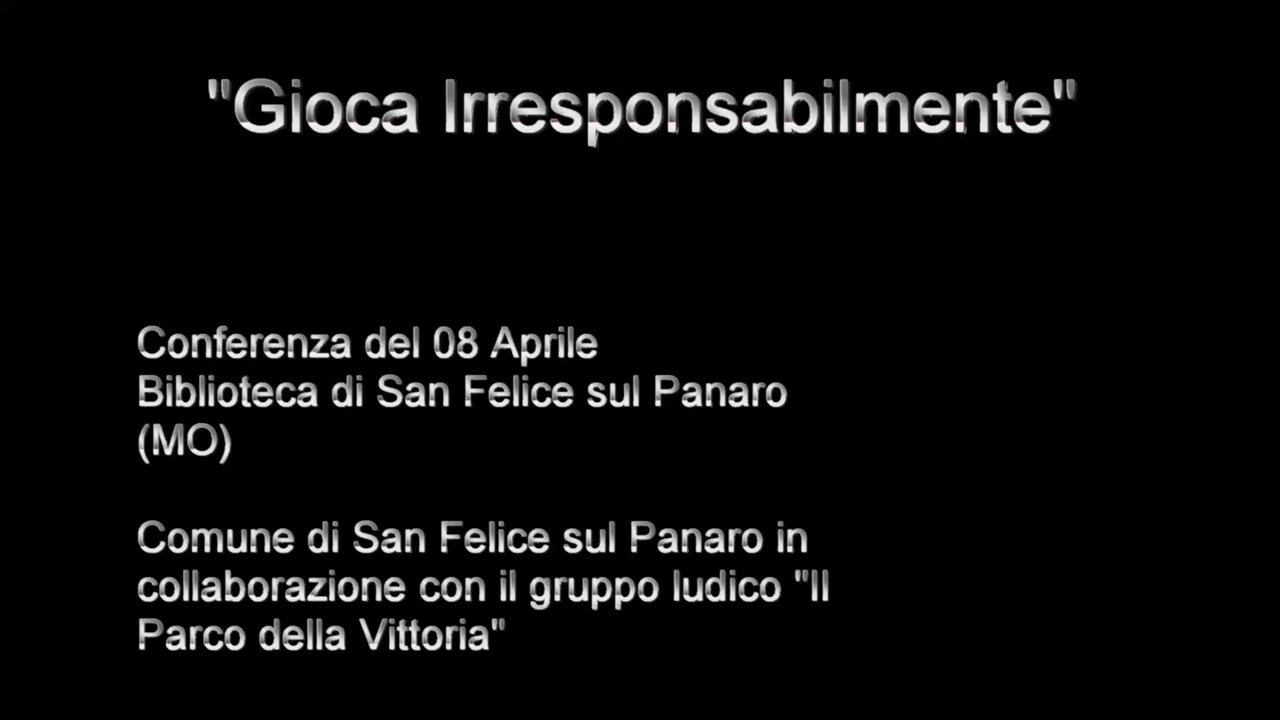 "Gioca Irresponsabilmente"
Conferenza del 08 Aprile
Biblioteca di San Felice sul Panaro
(MO)
Comune di San Felice sul Panaro in
collaborazione con il gruppo ludico "Il
Parco della Vittoria"